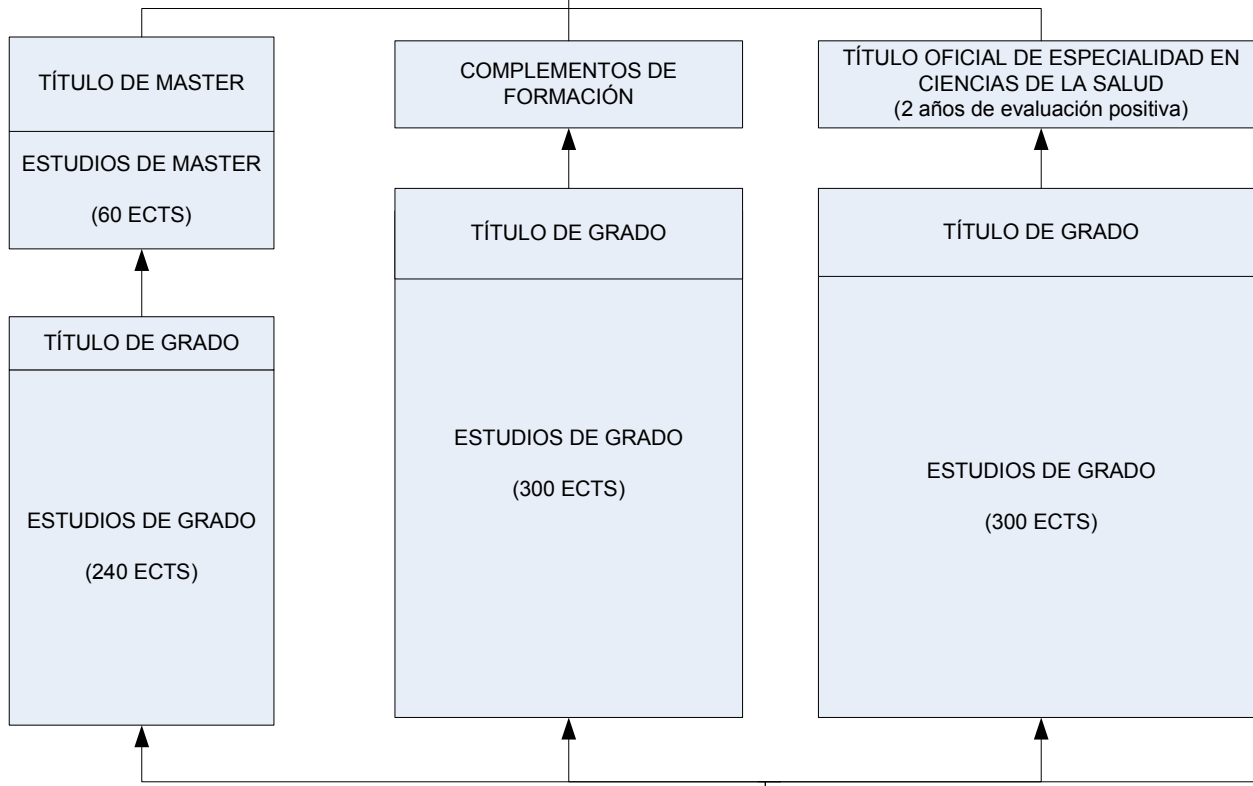 TÍTULO DE MASTER
ESTUDIOS DE MASTER
(60 ECTS)
TÍTULO DE GRADO
ESTUDIOS DE GRADO
(240 ECTS)
COMPLEMENTOS DE
FORMACIÓN
TÍTULO DE GRADO
ESTUDIOS DE GRADO
(300 ECTS)
TÍTULO OFICIAL DE ESPECIALIDAD EN
CIENCIAS DE LA SALUD
(2 años de evaluación positiva)
TÍTULO DE GRADO
ESTUDIOS DE GRADO
(300 ECTS)